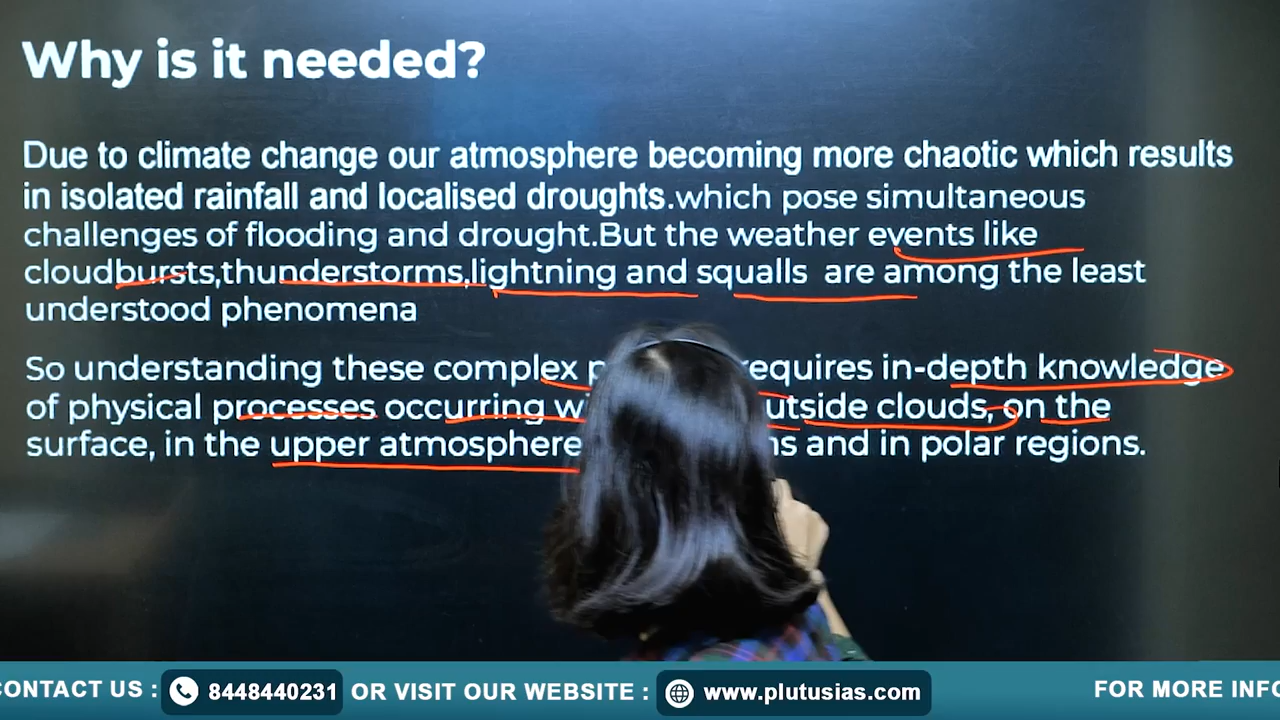 Why is it needed?
Due to climate change our atmosphere becoming more chaotic which results
in isolated rainfall and localised droughts.which pose simultaneous
challenges of flooding and drought.But the weather events like
cloudbursts,thunderstorms,lightning and squalls are among the least
understood phenomena
So understanding these complex requires in-depth knowledge
of physical processes occurring outside clouds, on the
surface, in the upper atmosphere and in polar regions.
CONTACT US : 8448440231 OR VISIT OUR WEBSITE : www.plutusias.com FOR MORE